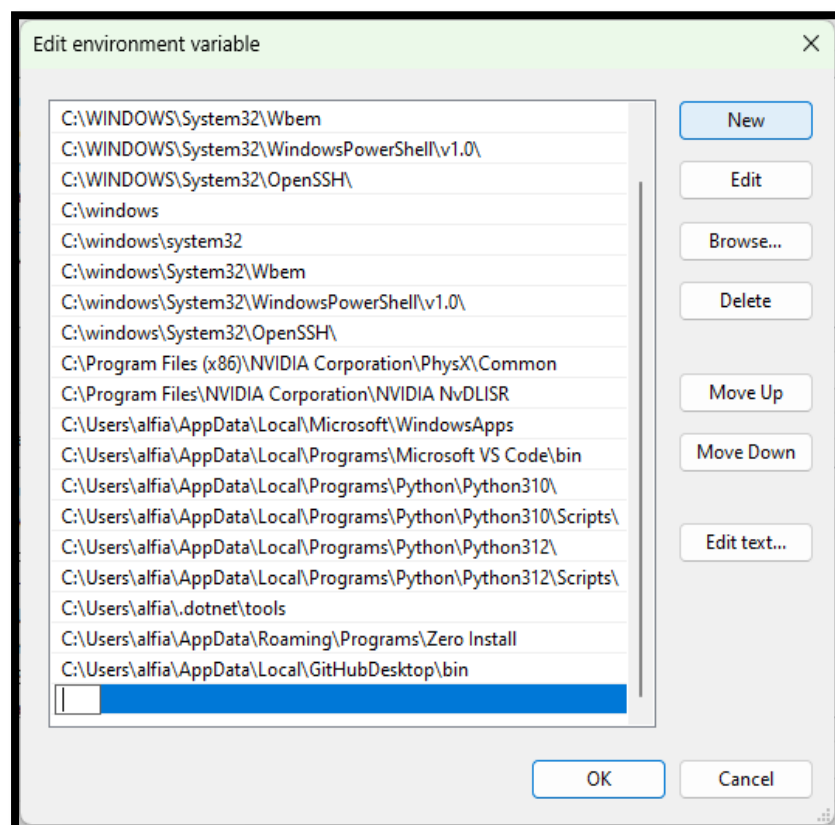 Edit environment variable
C:\WINDOWS\System32\Wbem
C:\WINDOWS\System32\WindowsPowerShell\v1.0\
C:\WINDOWS\System32\OpenSSH\
C:\windows
C:\windows\system32
C:\windows\System32\Wbem
C:\windows\System32\WindowsPowerShell\v1.0\
C:\windows\System32\OpenSSH\
C:\Program Files (x86)\NVIDIA Corporation\PhysX\Common
C:\Program Files\NVIDIA Corporation\NVIDIA NvDLISR
C:\Users\alfia\AppData\Local\Microsoft\WindowsApps
C:\Users\alfia\AppData\Local\Programs\Microsoft VS Code\bin
C:\Users\alfia\AppData\Local\Programs\Python\Python310\
C:\Users\alfia\AppData\Local\Programs\Python\Python310\Scripts\
C:\Users\alfia\AppData\Local\Programs\Python\Python312\
C:\Users\alfia\AppData\Local\Programs\Python\Python312\Scripts\
C:\Users\alfia\.dotnet\tools
C:\Users\alfia\AppData\Roaming\Programs\Zero Install
C:\Users\alfia\AppData\Local\GitHubDesktop\bin
New
Edit
Browse...
Delete
Move Up
Move Down
Edit text...
OK
Cancel